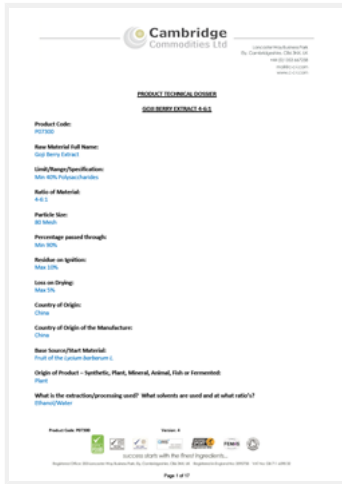 Cambridge
Commodities Ltd
PRODUCT TECHNICAL DOSSIER
GOJI BERRY EXTRACT 4-6:1
Product Code:
P07300
Raw Material Full Name:
Goji Berry Extract
Limit/Range/Specification:
Min 40% Polysaccharides
Ratio of Material:
4-6:1
Particle Size:
80 Mesh
Percentage passed through:
Min 90%
Residue on Ignition:
Max 10%
Loss on Drying:
Max 5%
Country of Origin:
China
Country of Origin of the Manufacture:
China
Base Source/Start Material:
Fruit of the Lycium barbarum L.
Origin of Product – Synthetic, Plant, Mineral, Animal, Fish or Fermented:
Plant
What is the extraction/processing used? What solvents are used and at what ratio's?
Ethanol/Water
Product Code: P07300 Version: 4
FEMAS
success starts with the finest ingredients...
Page 1 of 17